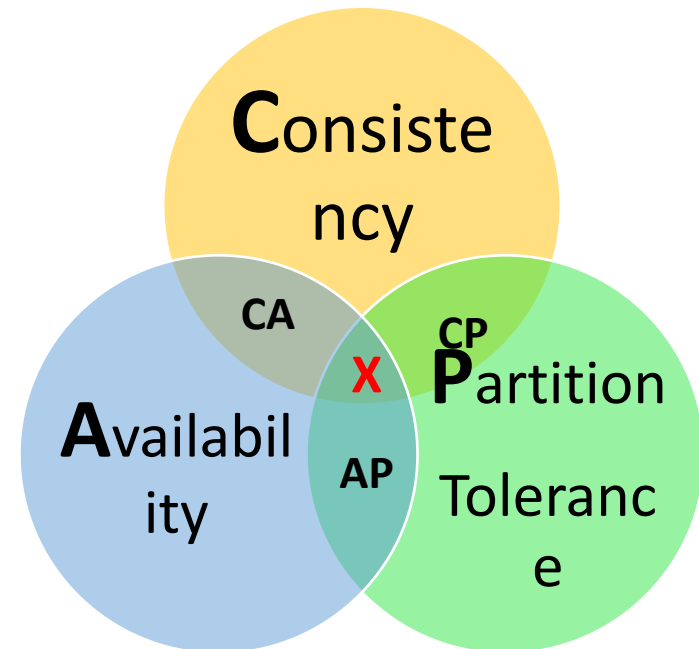 Consiste
ncy
CA
CP
X
Partition
Availabil
ity
AP
Toleranc
e